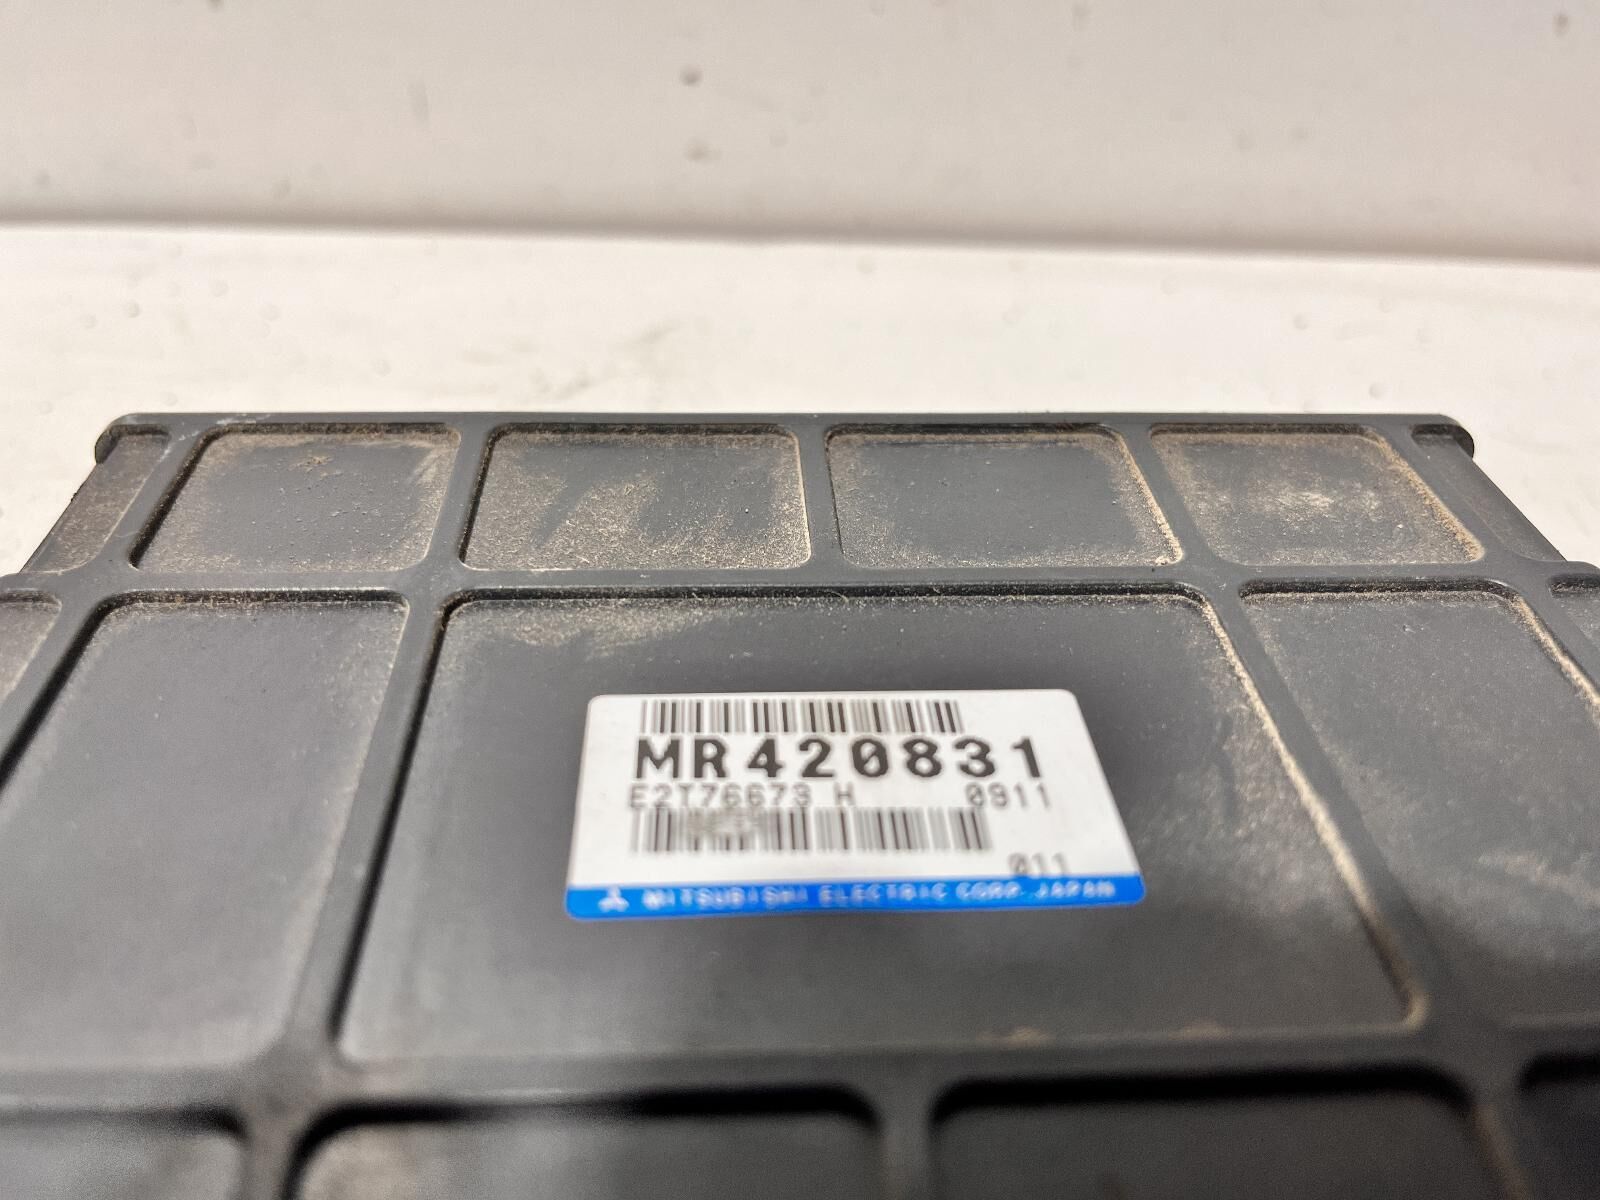 MR420831
E2T76673 H 0911
011
MITSUBISHI ELECTRIC CORP. JAPAN